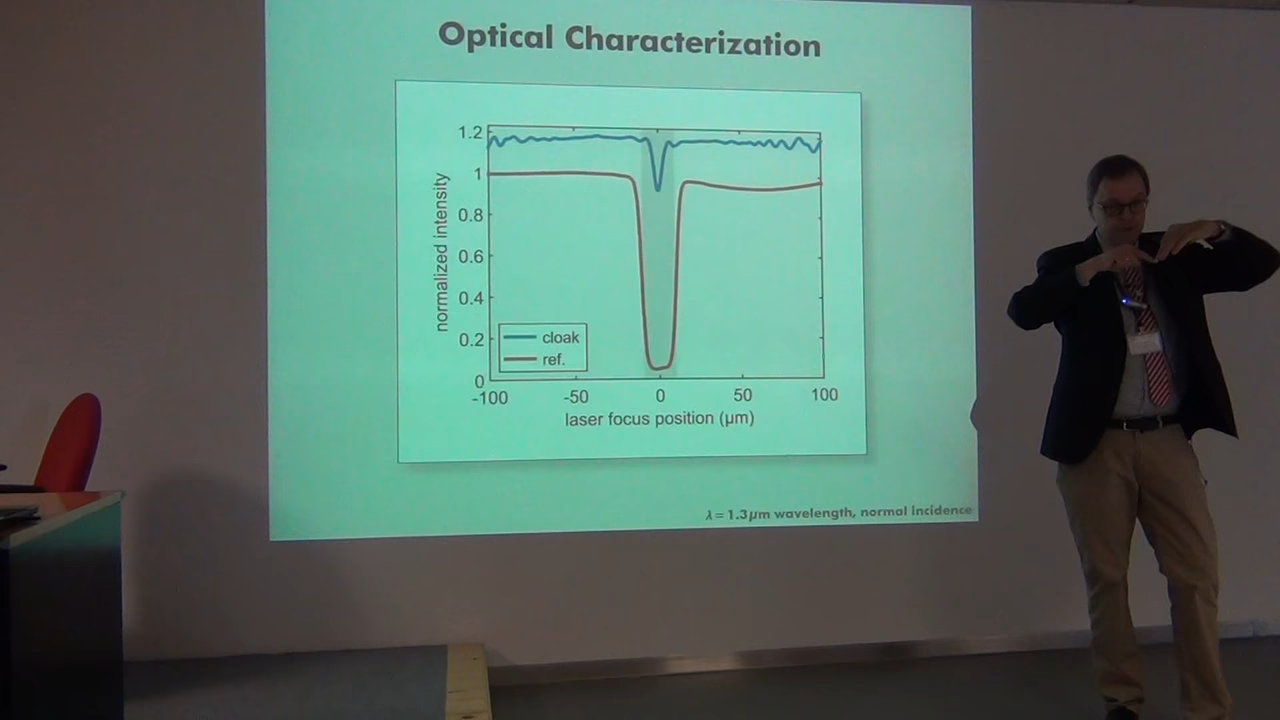 Optical Characterization
1.2
1
0.8
0.6
0.4
0.2
0
normalized intensity
cloak
ref.
-100 -50 0 50 100
laser focus position (µm)
λ = 1.3µm wavelength, normal incidence